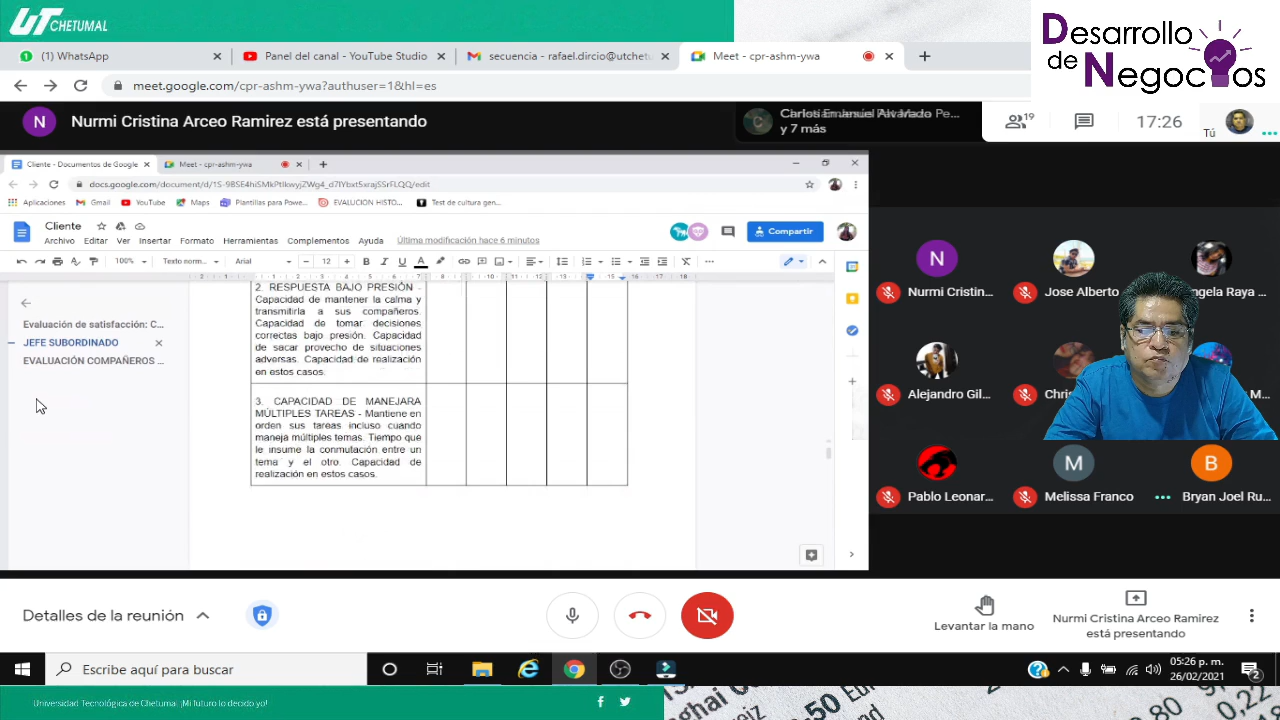 UT CHETUMAL
Desarrollo
de Negocios
(1) WhatsApp
Panel del canal - YouTube Studio
secuencia - rafael.dircio@utchetu
Meet - cpr-ashm-ywa
meet.google.com/cpr-ashm-ywa?authuser=1&hl=es
N
Nurmi Cristina Arceo Ramirez está presentando
C
y 7 más
19
17:26
Tú
Cliente - Documentos de Google
Meet - cpr-ashm-ywa
Aplicaciones
Gmail
YouTube
Maps
Plantillas para Powe...
EVALUCIÓN HISTO...
Test de cultura gen...
Cliente
Archivo Editar Ver Insertar Formato Herramientas Complementos Ayuda Última modificación hace 6 minutos
Compartir
100% Texto norm... Arial 12
Evaluación de satisfacción: C...
JEFE SUBORDINADO
EVALUACIÓN COMPAÑEROS ...
2. RESPUESTA BAJO PRESIÓN -
Capacidad de mantener la calma y
transmitirla a sus compañeros.
Capacidad de tomar decisiones
correctas bajo presión. Capacidad
de sacar provecho de situaciones
adversas. Capacidad de realización
en estos casos.
3. CAPACIDAD DE MANEJARA
MÚLTIPLES TAREAS - Mantiene en
orden sus tareas incluso cuando
maneja múltiples temas. Tiempo que
le insume la conmutación entre un
tema y el otro. Capacidad de
realización en estos casos.
N
Nurmi Cristin...
Jose Alberto
ngela Raya ...
Alejandro Gil...
Chris
M...
Pablo Leonar...
M
Melissa Franco
B
Bryan Joel Ru...
Detalles de la reunión
Levantar la mano
Nurmi Cristina Arceo Ramirez
está presentando
Escribe aquí para buscar
05:26 p. m.
26/02/2021
2
Universidad Tecnológica de Chetumal ¡Mi futuro lo decido yo!